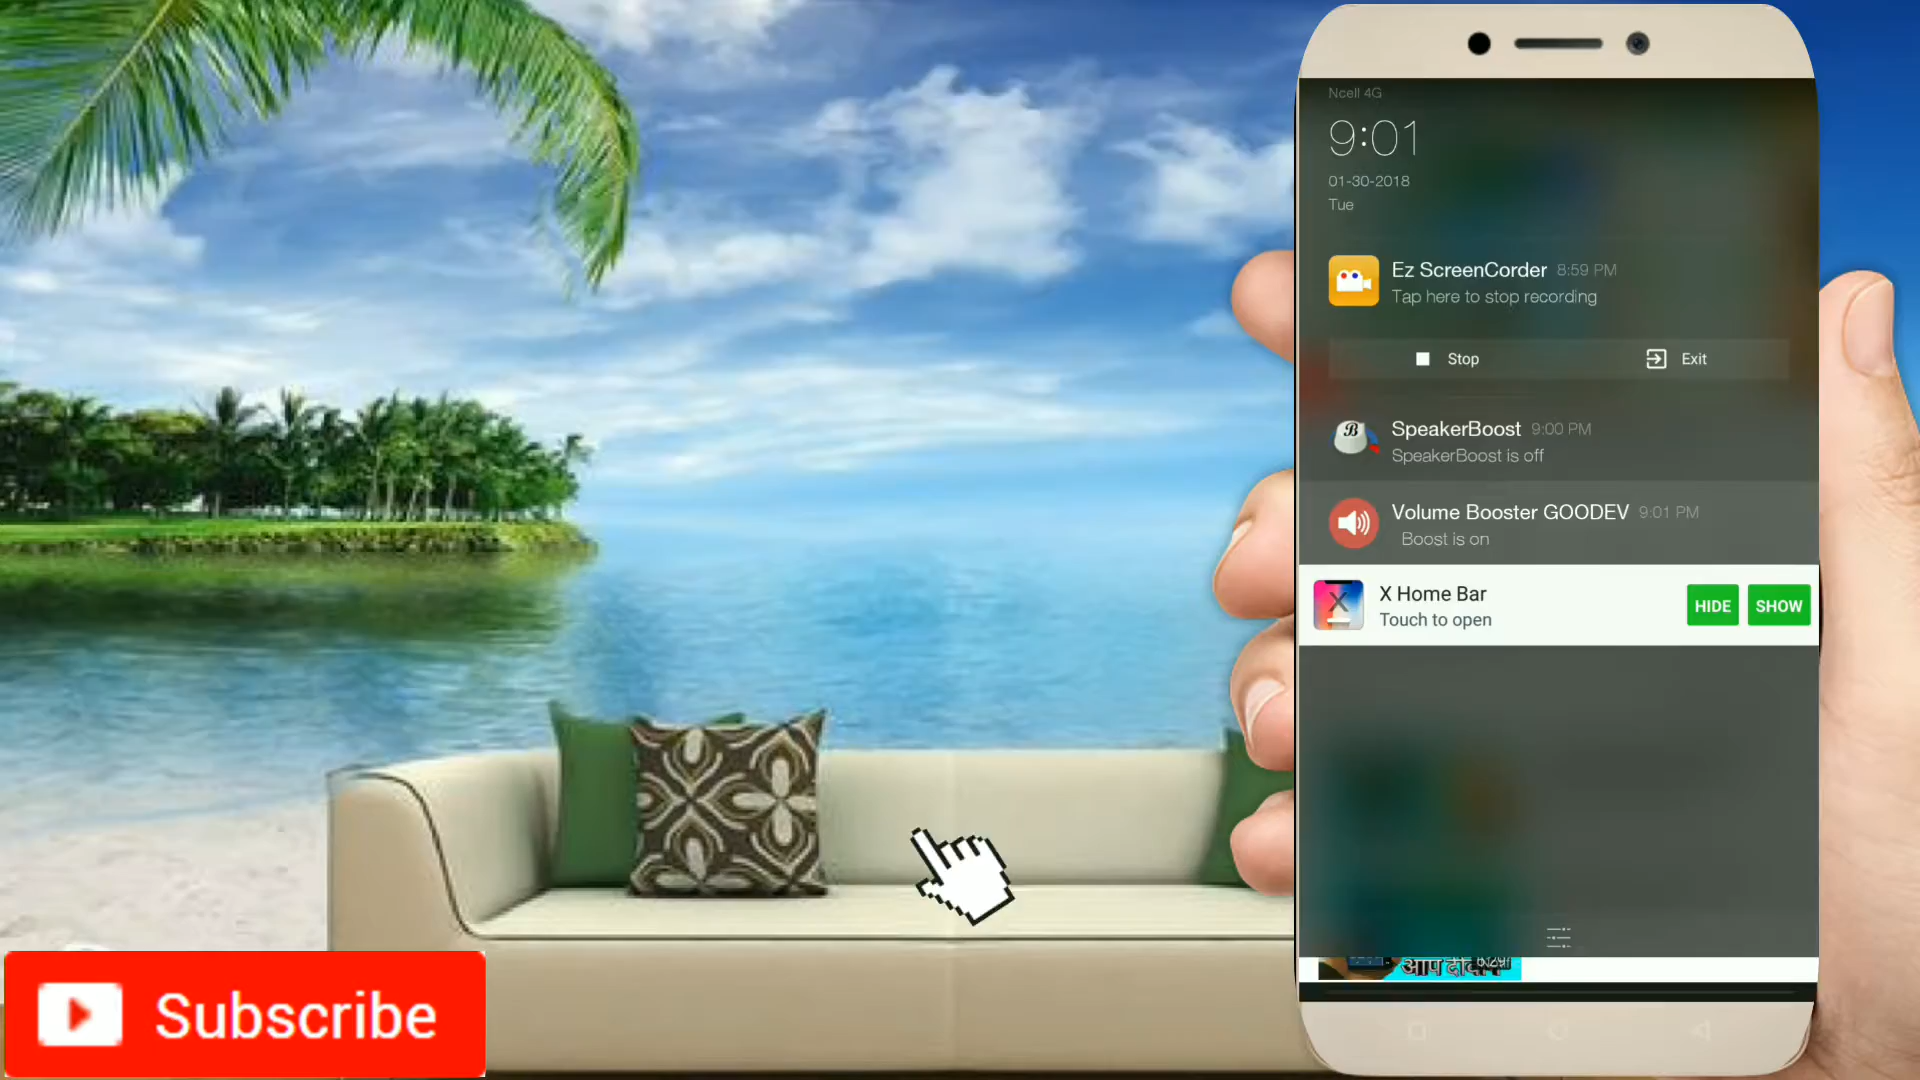 Ncell 4G
9:01
01-30-2018
Tue
Ez ScreenCorder 8:59 PM
Tap here to stop recording
Stop Exit
B
SpeakerBoost 9:00 PM
SpeakerBoost is off
Volume Booster GOODEV 9:01 PM
Boost is on
X
X Home Bar
Touch to open
HIDE SHOW
आप
Subscribe